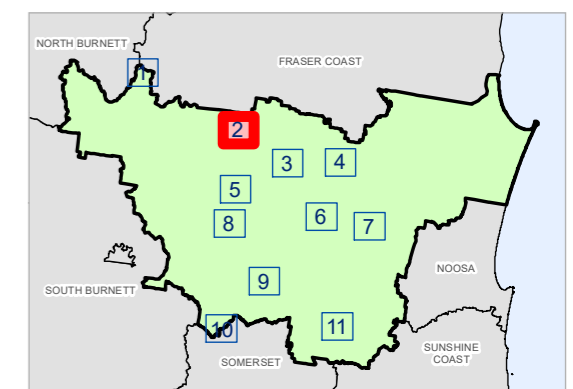 NORTH BURNETT
FRASER COAST
1
2
3
4
5
6
7
8
9
NOOSA
SOUTH BURNETT
10
11
SOMERSET
SUNSHINE
COAST